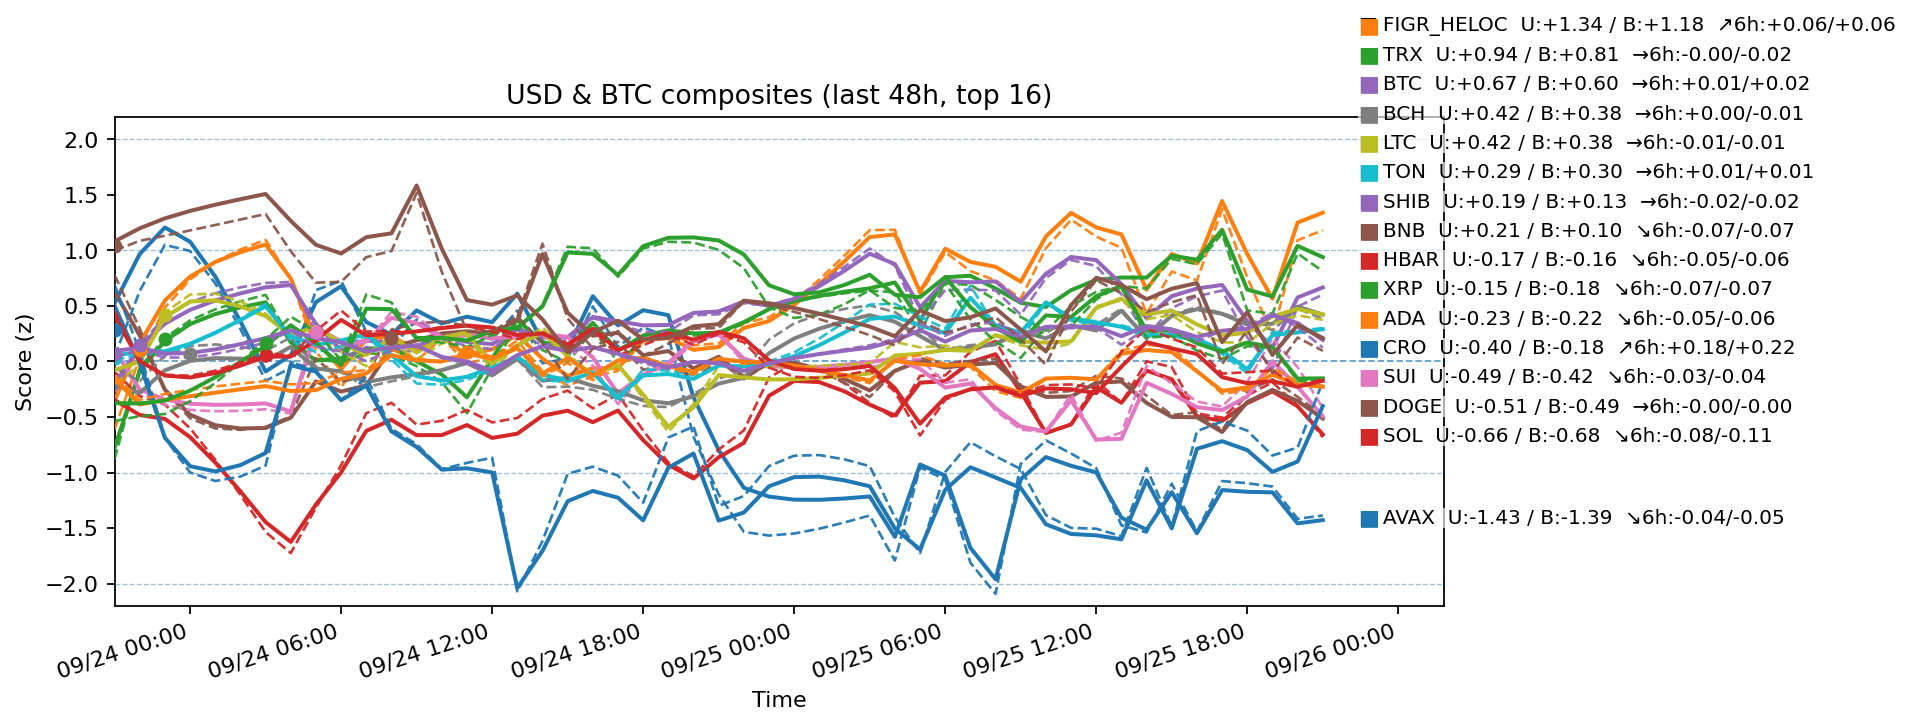 FIGR_HELOC U:+1.34 / B:+1.18 ↗6h:+0.06/+0.06
TRX U:+0.94 / B:+0.81 →6h:-0.00/-0.02
USD & BTC composites (last 48h, top 16)
BTC U:+0.67 / B:+0.60 →6h:+0.01/+0.02
BCH U:+0.42 / B:+0.38 →6h:+0.00/-0.01
LTC U:+0.42 / B:+0.38 →6h:-0.01/-0.01
TON U:+0.29 / B:+0.30 →6h:+0.01/+0.01
SHIB U:+0.19 / B:+0.13 →6h:-0.02/-0.02
BNB U:+0.21 / B:+0.10 ↘6h:-0.07/-0.07
HBAR U:-0.17 / B:-0.16 ↘6h:-0.05/-0.06
XRP U:-0.15 / B:-0.18 ↘6h:-0.07/-0.07
ADA U:-0.23 / B:-0.22 ↘6h:-0.05/-0.06
CRO U:-0.40 / B:-0.18 ↗6h:+0.18/+0.22
SUI U:-0.49 / B:-0.42 ↘6h:-0.03/-0.04
DOGE U:-0.51 / B:-0.49 →6h:-0.00/-0.00
SOL U:-0.66 / B:-0.68 ↘6h:-0.08/-0.11
AVAX U:-1.43 / B:-1.39 ↘6h:-0.04/-0.05
Score (z)
2.0
1.5
1.0
0.5
0.0
−0.5
−1.0
−1.5
−2.0
09/24 00:00
09/24 06:00
09/24 12:00
09/24 18:00
09/25 00:00
09/25 06:00
09/25 12:00
09/25 18:00
09/26 00:00
Time